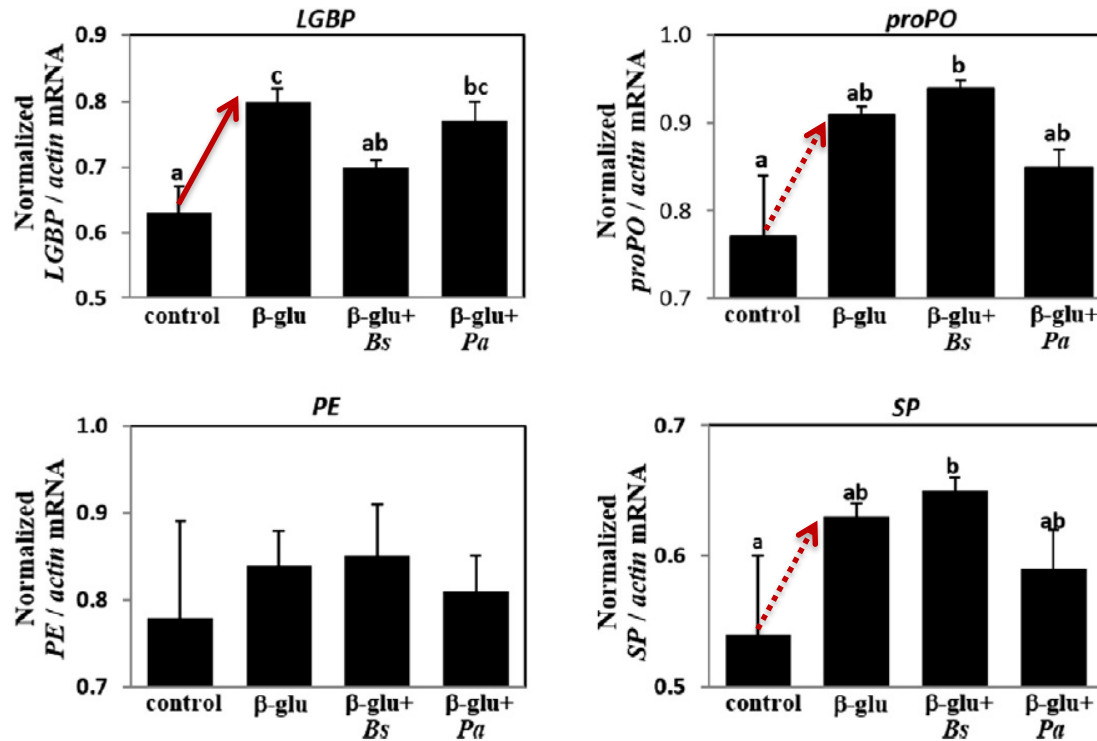 LGBP
Normalized
LGBP / actin mRNA
0.9
0.8
0.7
0.6
0.5
a
c
ab
bc
control
β-glu
β-glu+
Bs
β-glu+
Pa
proPO
Normalized
proPO / actin mRNA
1.0
0.9
0.8
0.7
a
ab
b
ab
control
β-glu
β-glu+
Bs
β-glu+
Pa
PE
Normalized
PE / actin mRNA
1.0
0.9
0.8
0.7
control
β-glu
β-glu+
Bs
β-glu+
Pa
SP
Normalized
SP / actin mRNA
0.7
0.6
0.5
a
ab
b
ab
control
β-glu
β-glu+
Bs
β-glu+
Pa